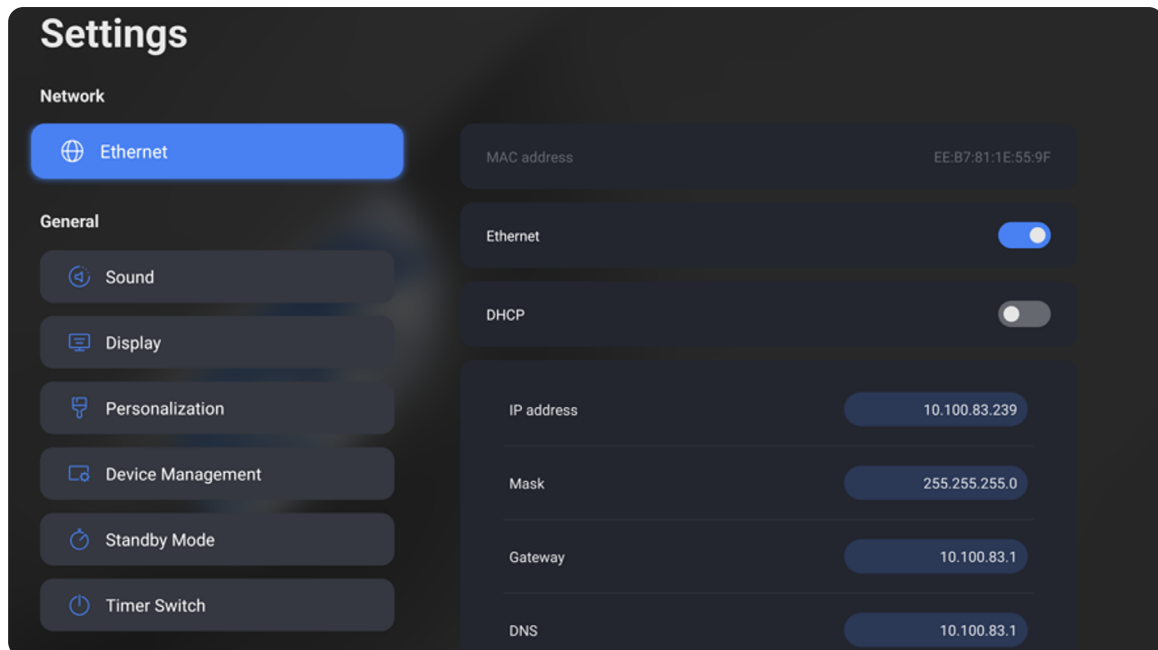 Settings
Network
Ethernet
General
Sound
Display
Personalization
Device Management
Standby Mode
Timer Switch
MAC address EE:B7:81:1E:55:9F
Ethernet
DHCP
IP address 10.100.83.239
Mask 255.255.255.0
Gateway 10.100.83.1
DNS 10.100.83.1